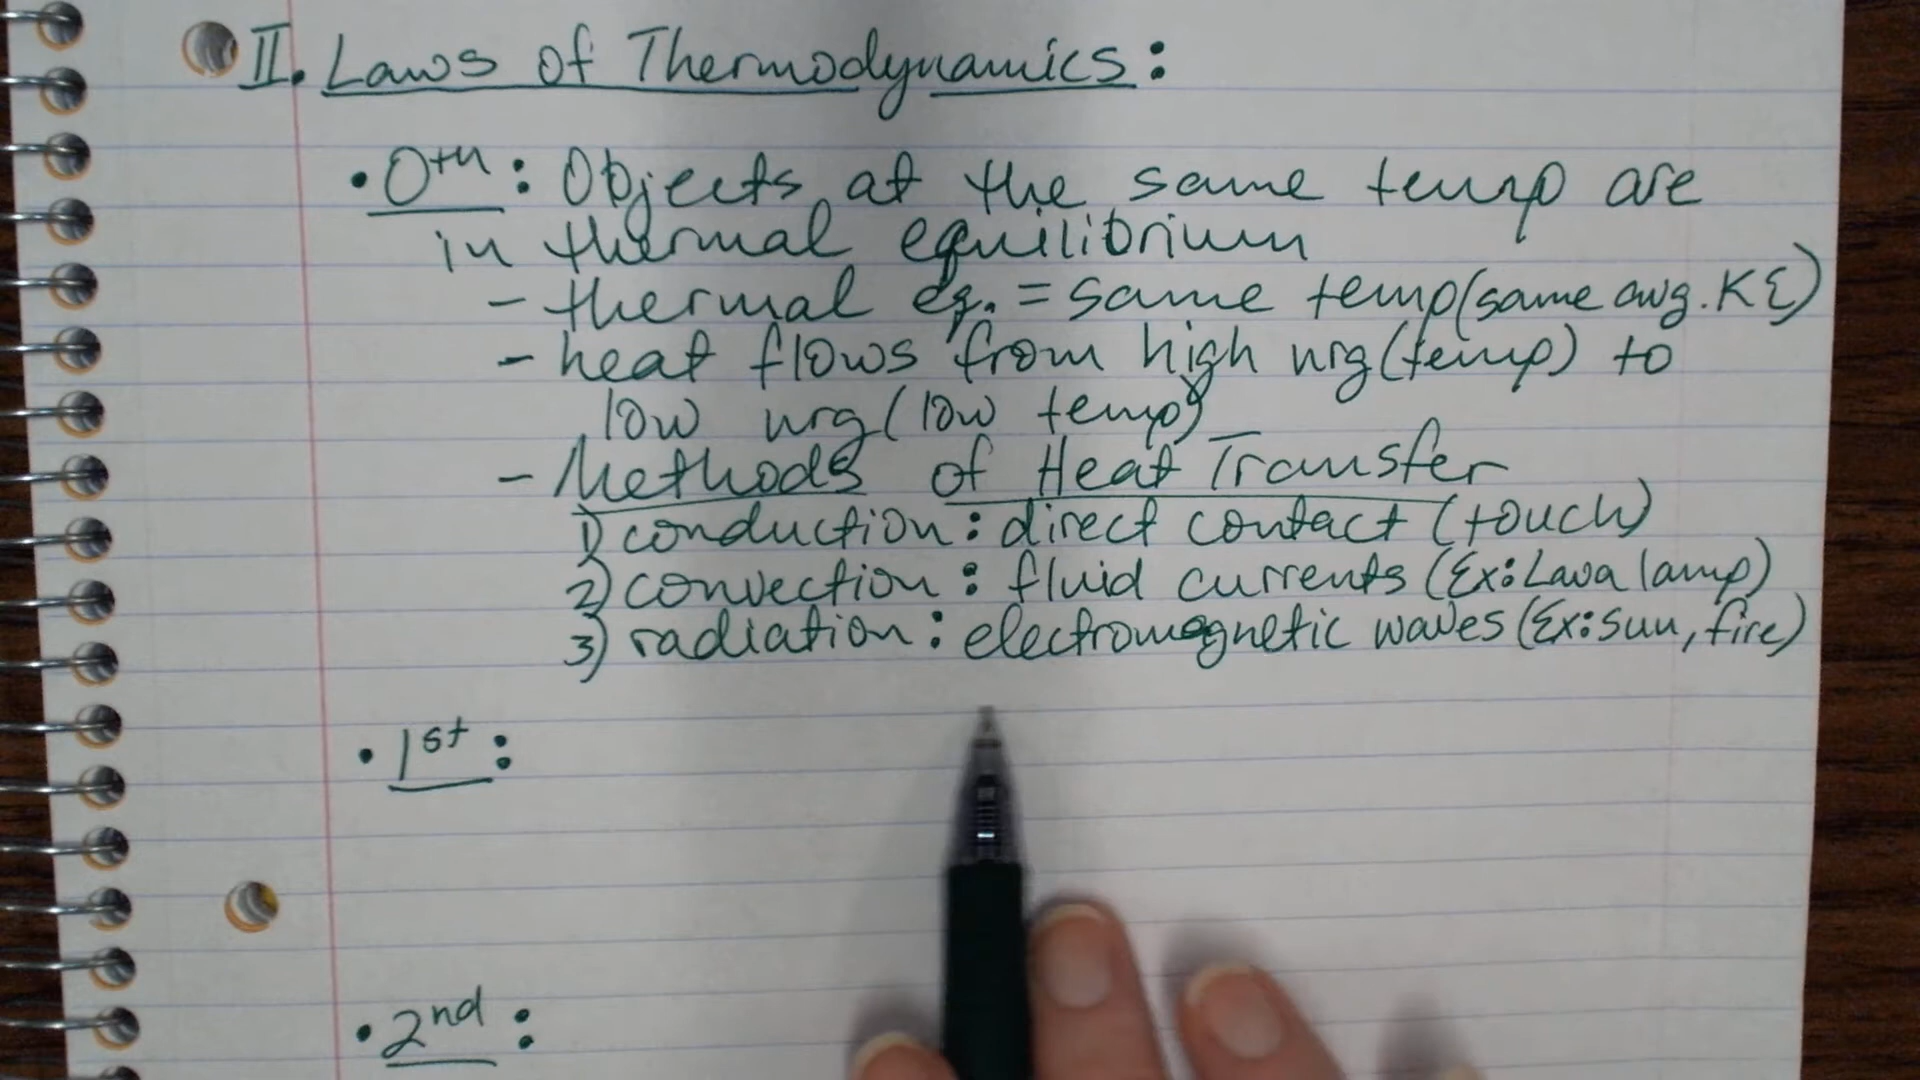 II. Laws of Thermodynamics:
• 0th: Objects at the same temp are
in thermal equilibrium
- thermal eq. = same temp (same avg. KE)
- heat flows from high nrg (temp) to
low nrg (low temp)
- Methods of Heat Transfer
1) conduction: direct contact (touch)
2) convection: fluid currents (Ex: Lava lamp)
3) radiation: electromagnetic waves (Ex: sun, fire)
• 1st:
• 2nd: